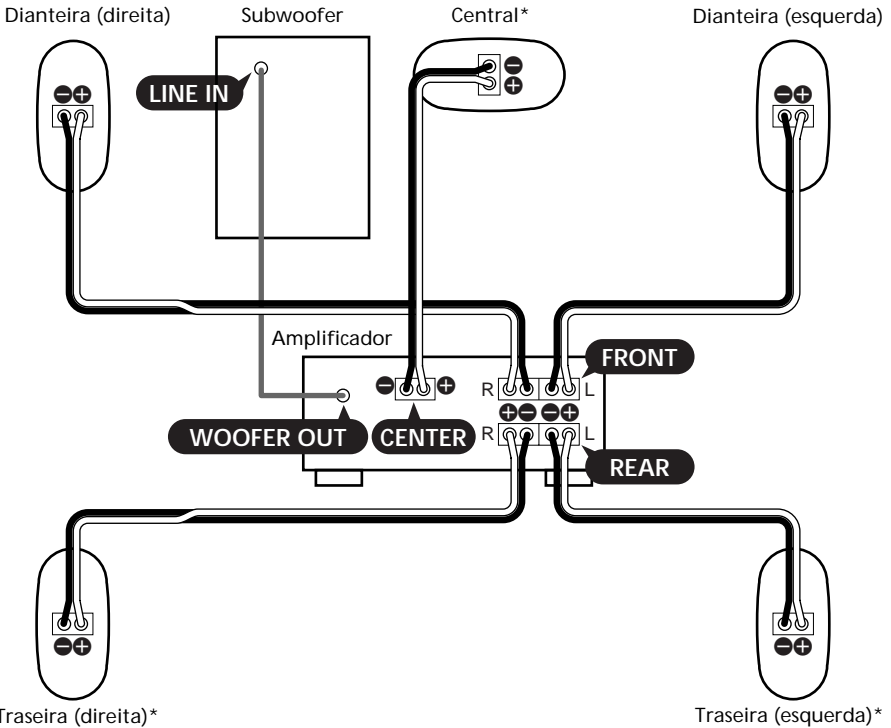 Dianteira (direita)
Subwoofer
Central*
Dianteira (esquerda)
LINE IN
Amplificador
FRONT
R
L
WOOFER OUT
CENTER
R
L
REAR
Traseira (direita)*
Traseira (esquerda)*